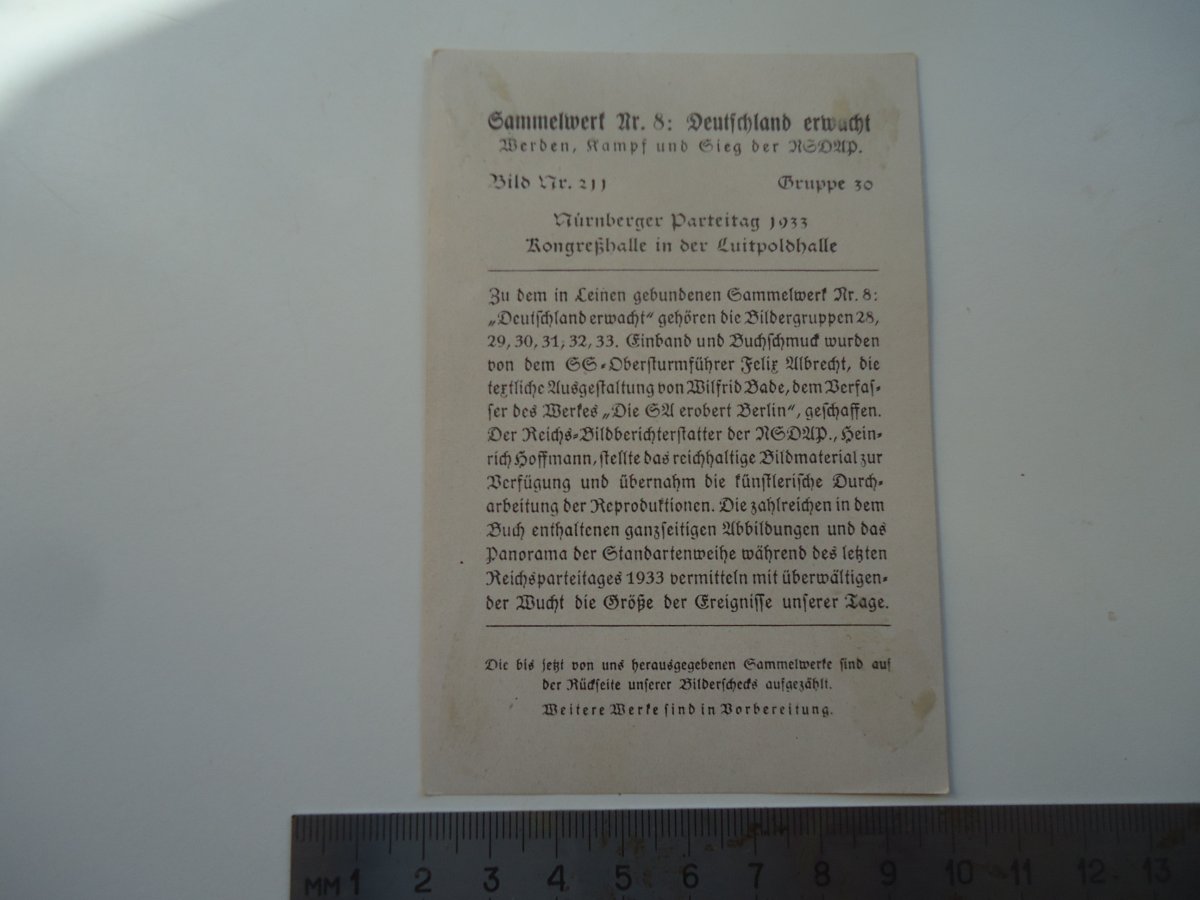 Sammelwerk Nr. 8: Deutschland erwacht
Werden, Kampf und Sieg der NSDAP.
Bild Nr. 211 Gruppe 30
Nürnberger Parteitag 1933
Kongreßhalle in der Luitpoldhalle
Zu dem in Leinen gebundenen Sammelwerk Nr. 8:
„Deutschland erwacht“ gehören die Bildergruppen 28,
29, 30, 31, 32, 33. Einband und Buchschmuck wurden
von dem SS-Obersturmführer Felix Albrecht, die
textliche Ausgestaltung von Wilfrid Bade, dem Verfas-
ser des Werkes „Die SA erobert Berlin“, geschaffen.
Der Reichs-Bildberichterstatter der NSDAP., Hein-
rich Hoffmann, stellte das reichhaltige Bildmaterial zur
Verfügung und übernahm die künstlerische Durch-
arbeitung der Reproduktionen. Die zahlreichen in dem
Buch enthaltenen ganzseitigen Abbildungen und das
Panorama der Standartenweihe während des letzten
Reichsparteitages 1933 vermitteln mit überwältigen-
der Wucht die Größe der Ereignisse unserer Tage.
Die bis jetzt von uns herausgegebenen Sammelwerke sind auf
der Rückseite unserer Bilderschecks aufgezählt.
Weitere Werke sind in Vorbereitung.
MM 1 2 3 4 5 6 7 8 9 10 11 12 13